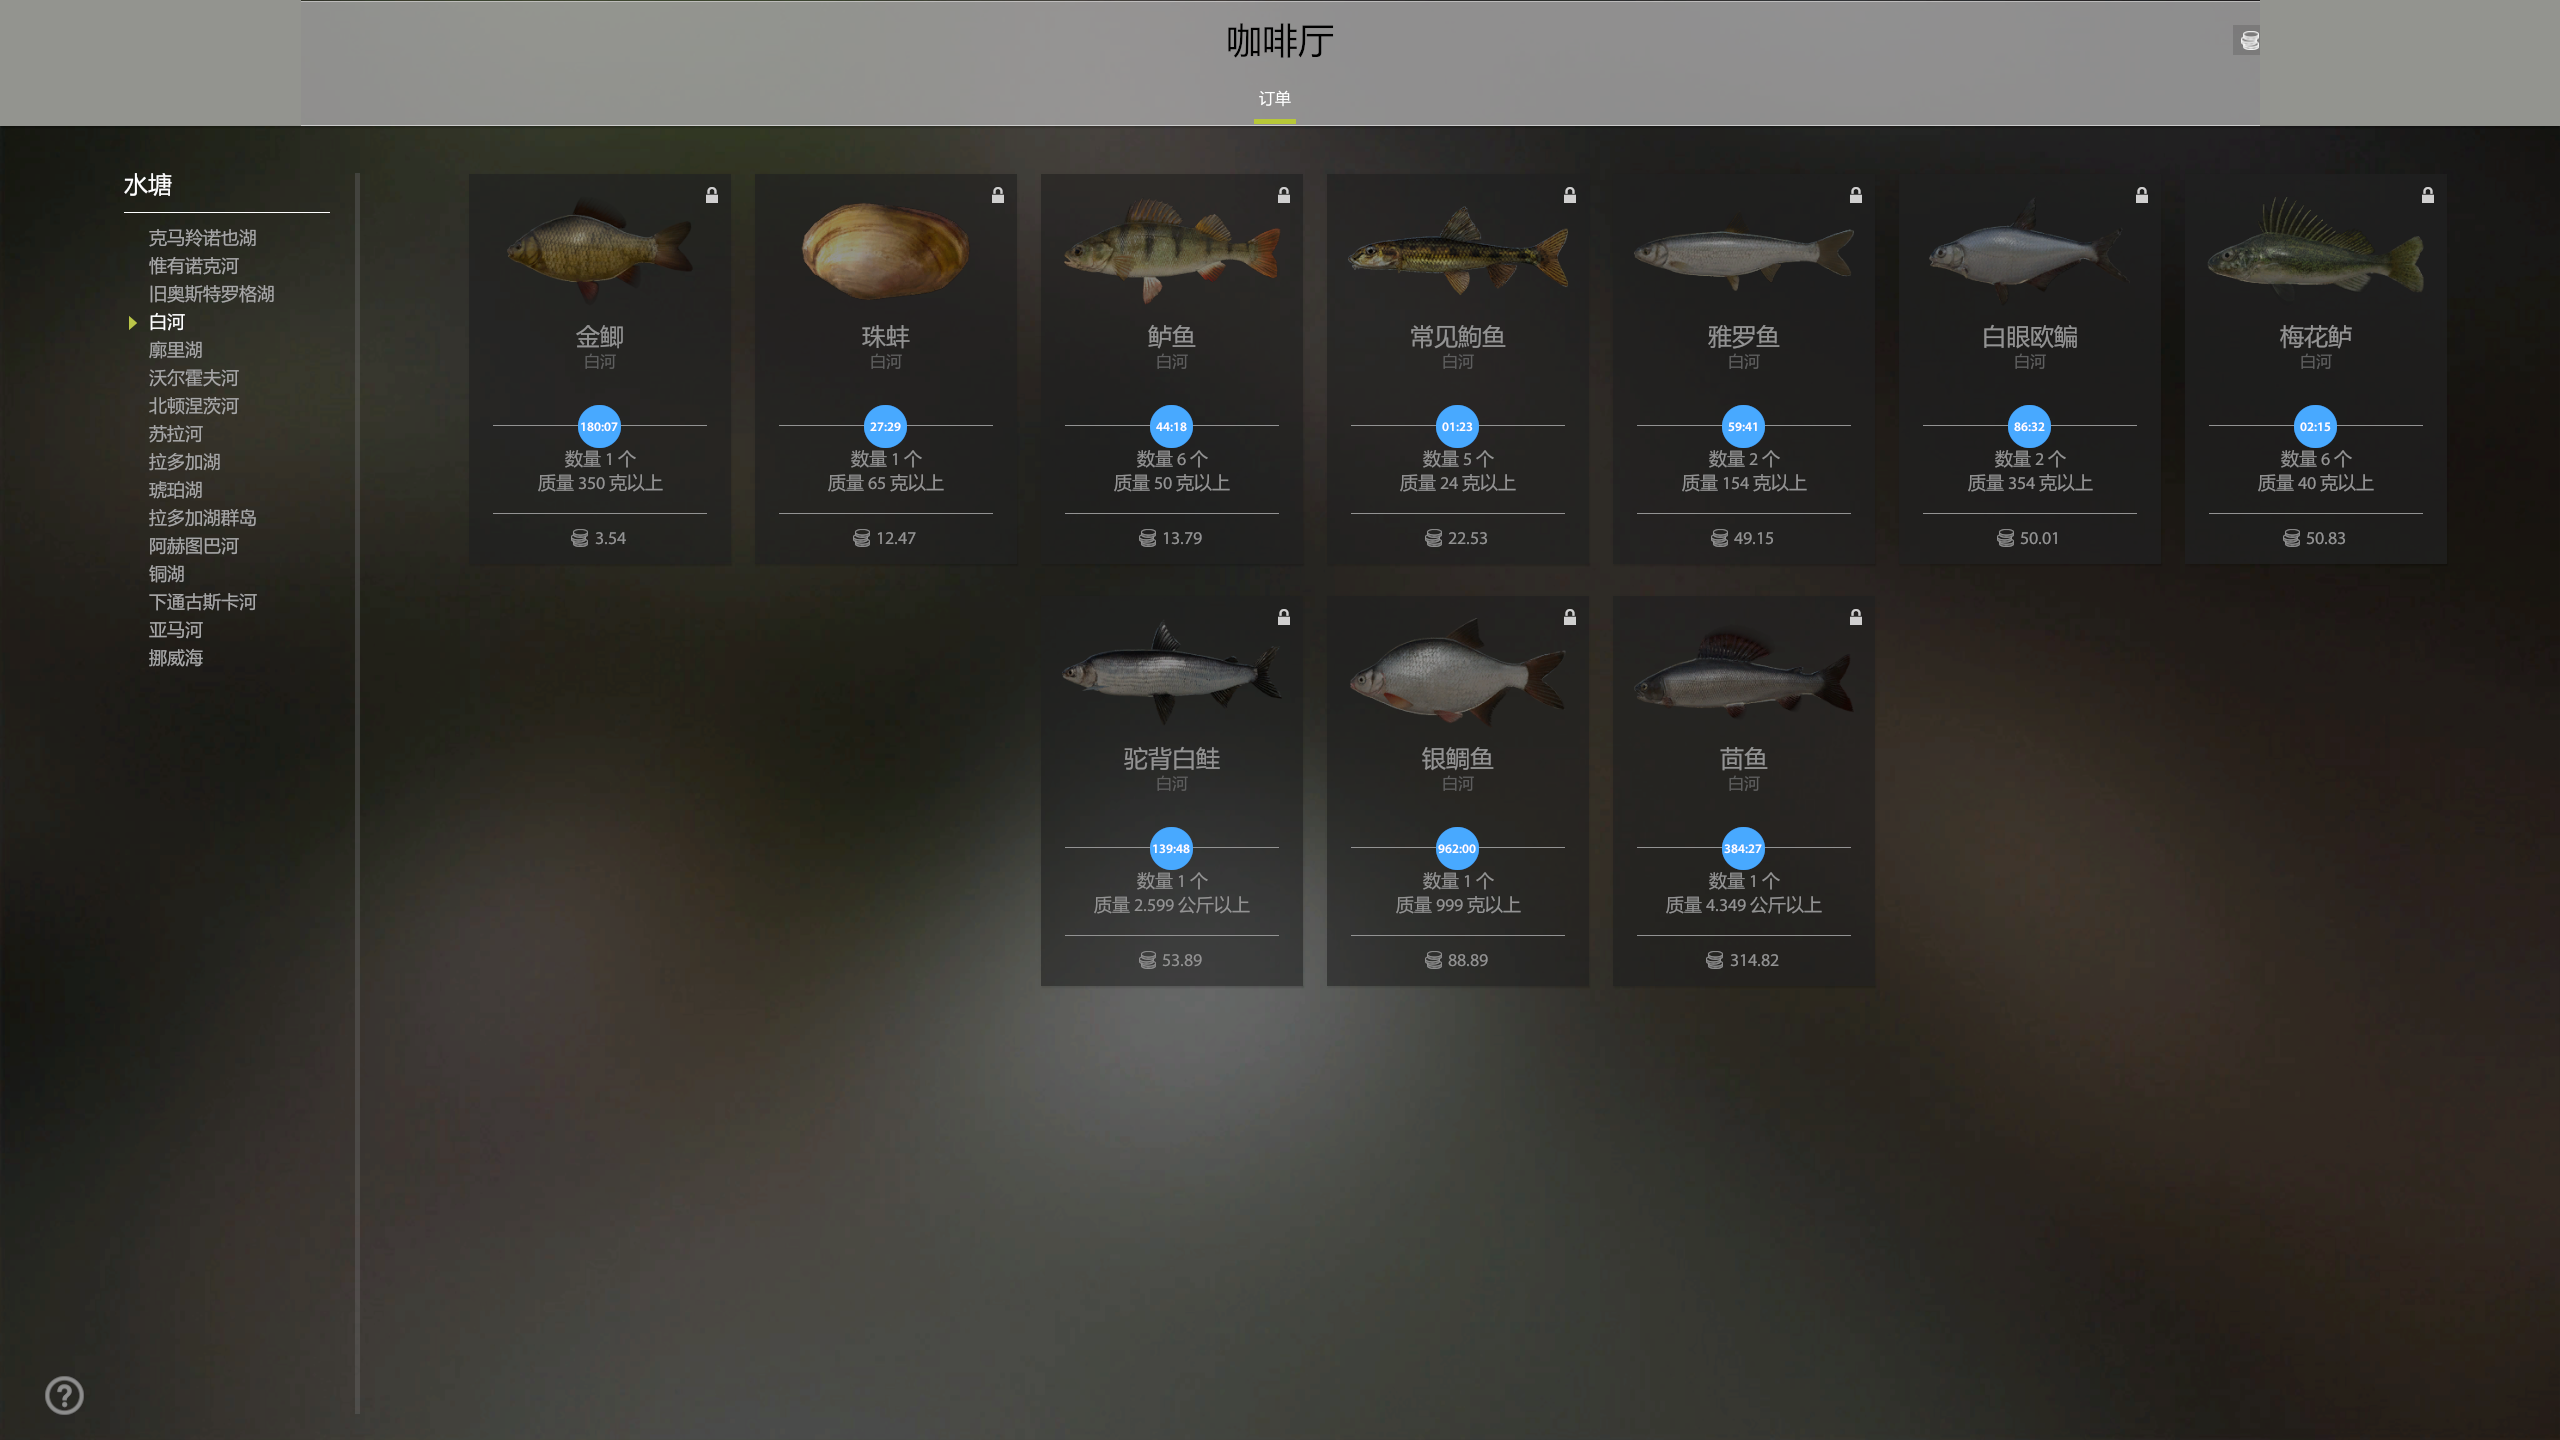 咖啡厅
订单
水塘
克马羚诺也湖
惟有诺克河
旧奥斯特罗格湖
白河
廓里湖
沃尔霍夫河
北顿涅茨河
苏拉河
拉多加湖
琥珀湖
拉多加湖群岛
阿赫图巴河
铜湖
下通古斯卡河
亚马河
挪威海
金鲫
白河
180:07
数量 1 个
质量 350 克以上
3.54
珠蚌
白河
27:29
数量 1 个
质量 65 克以上
12.47
鲈鱼
白河
44:18
数量 6 个
质量 50 克以上
13.79
常见鮈鱼
白河
01:23
数量 5 个
质量 24 克以上
22.53
雅罗鱼
白河
59:41
数量 2 个
质量 154 克以上
49.15
白眼欧鳊
白河
86:32
数量 2 个
质量 354 克以上
50.01
梅花鲈
白河
02:15
数量 6 个
质量 40 克以上
50.83
驼背白鲑
白河
139:48
数量 1 个
质量 2.599 公斤以上
53.89
银鲷鱼
白河
962:00
数量 1 个
质量 999 克以上
88.89
茴鱼
白河
384:27
数量 1 个
质量 4.349 公斤以上
314.82